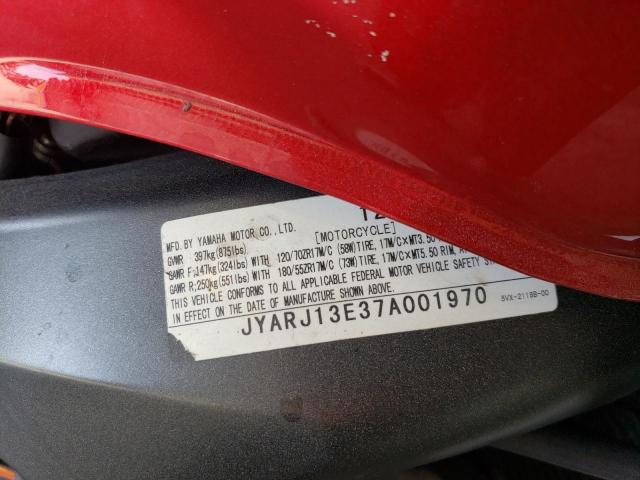 12
MFD. BY YAMAHA MOTOR CO., LTD.
[MOTORCYCLE]
GVWR 397kg(875lbs)
GAWR F:147kg(324lbs) WITH 120/70ZR17M/C (58W)TIRE, 17M/C×MT3.50
GAWR R:250kg(551lbs) WITH 180/55ZR17M/C (73W)TIRE, 17M/C×MT5.50 RIM,
THIS VEHICLE CONFORMS TO ALL APPLICABLE FEDERAL MOTOR VEHICLE SAFETY
IN EFFECT ON THE DATE OF MANUFACTURE SHOWN ABOVE.
JYARJ13E37A001970
5VX-2118B-00